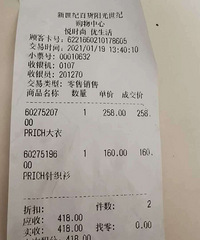 新世纪百货阳光世纪
购物中心
悦时尚 优生活
顾客卡号: 6221660210178605
交易时间: 2021/01/19 13:40:10
小票号: 00010632
收银机: 0107
收银员: 201270
交易类型: 零售销售
商品名称 数量 单价 成交价
60275207 1 258.00 258.
00
PRICH大衣
60275196 1 160.00 160.
00
PRICH针织衫
折扣: 件数: 2
应收: 418.00
实收: 418.00 找零: 0.00
418.00